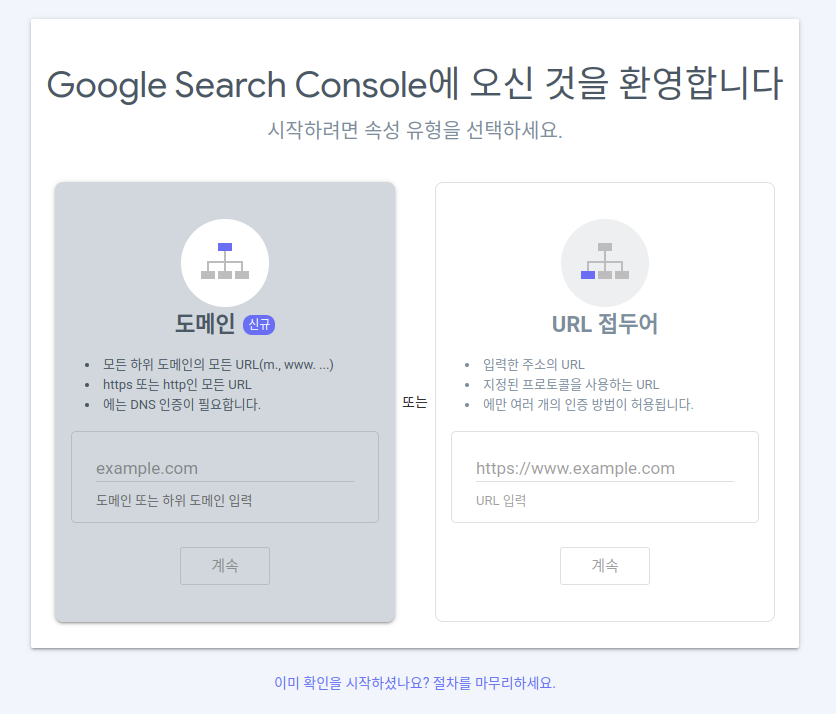 Google Search Console에 오신 것을 환영합니다
시작하려면 속성 유형을 선택하세요.
도메인 신규
• 모든 하위 도메인의 모든 URL(m., www. ...)
• https 또는 http인 모든 URL
• 에는 DNS 인증이 필요합니다.
example.com
도메인 또는 하위 도메인 입력
계속
또는
URL 접두어
• 입력한 주소의 URL
• 지정된 프로토콜을 사용하는 URL
• 에만 여러 개의 인증 방법이 허용됩니다.
https://www.example.com
URL 입력
계속
이미 확인을 시작하셨나요? 절차를 마무리하세요.